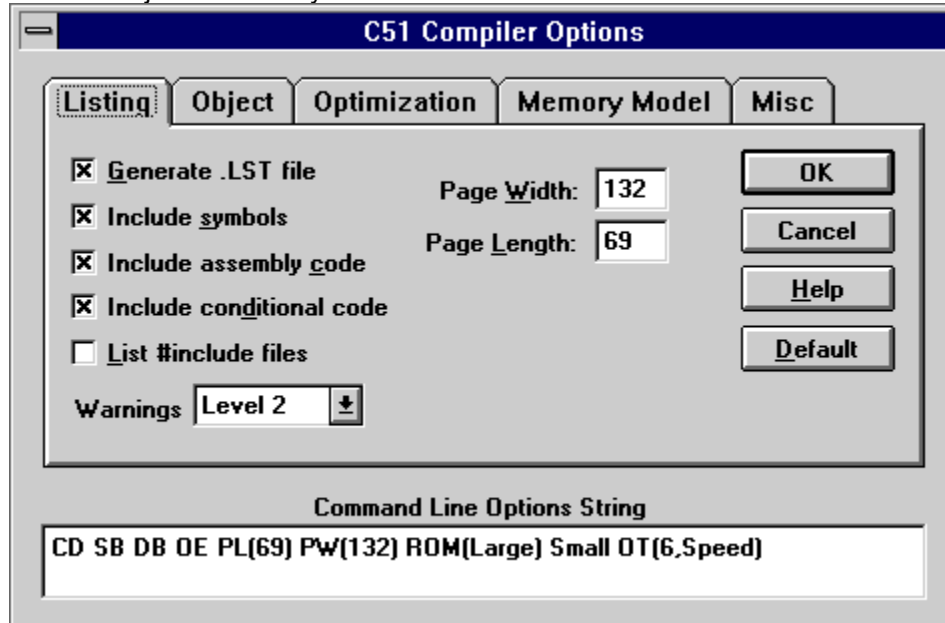 C51 Compiler Options
Listing Object Optimization Memory Model Misc
Generate .LST file
Include symbols
Include assembly code
Include conditional code
List #include files
Warnings Level 2
Page Width: 132
Page Length: 69
OK
Cancel
Help
Default
Command Line Options String
CD SB DB OE PL(69) PW(132) ROM(Large) Small OT(6,Speed)